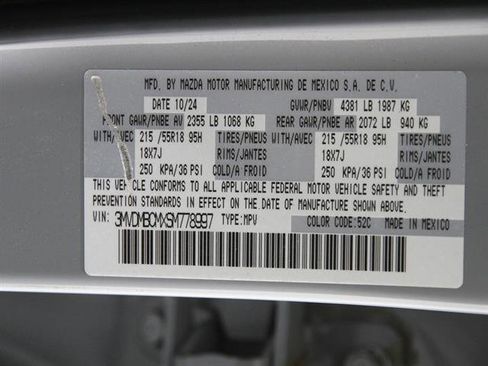 MFD. BY MAZDA MOTOR MANUFACTURING DE MEXICO S.A. DE C.V.
DATE 10/24 GVWR/PNBV 4381 LB 1987 KG
FRONT GAWR/PNBE AV 2355 LB 1068 KG REAR GAWR/PNBE AR 2072 LB 940 KG
WITH/AVEC 215 /55R18 95H TIRES/PNEUS WITH/AVEC 215 /55R18 95H TIRES/PNEUS
18X7J RIMS/JANTES 18X7J RIMS/JANTES
250 KPA/36 PSI COLD/A FROID 250 KPA/36 PSI COLD/A FROID
THIS VEHICLE CONFORMS TO ALL APPLICABLE FEDERAL MOTOR VEHICLE SAFETY AND THEFT
PREVENTION STANDARDS IN EFFECT ON THE DATE OF MANUFACTURE SHOWN ABOVE.
VIN: 3MVDMBCMXSM778997 TYPE: MPV COLOR CODE: 52C MADE IN MEXICO